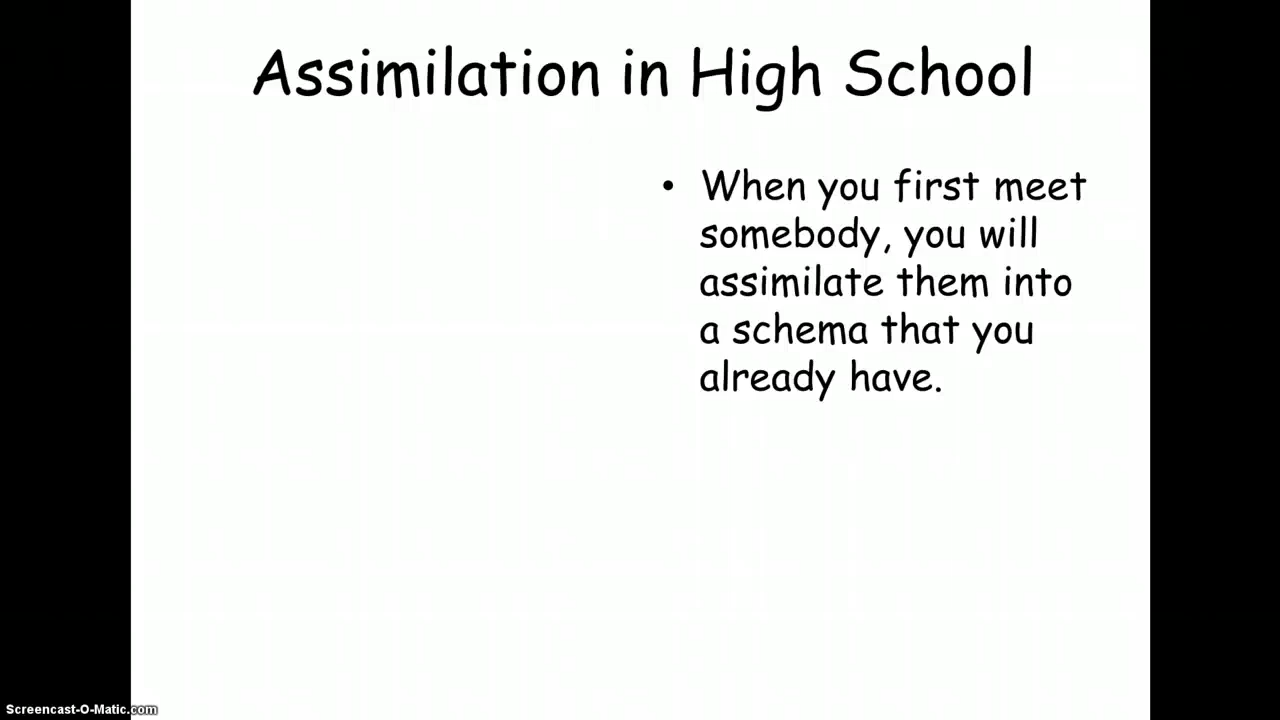 Assimilation in High School
• When you first meet
somebody, you will
assimilate them into
a schema that you
already have.
Screencast-O-Matic.com